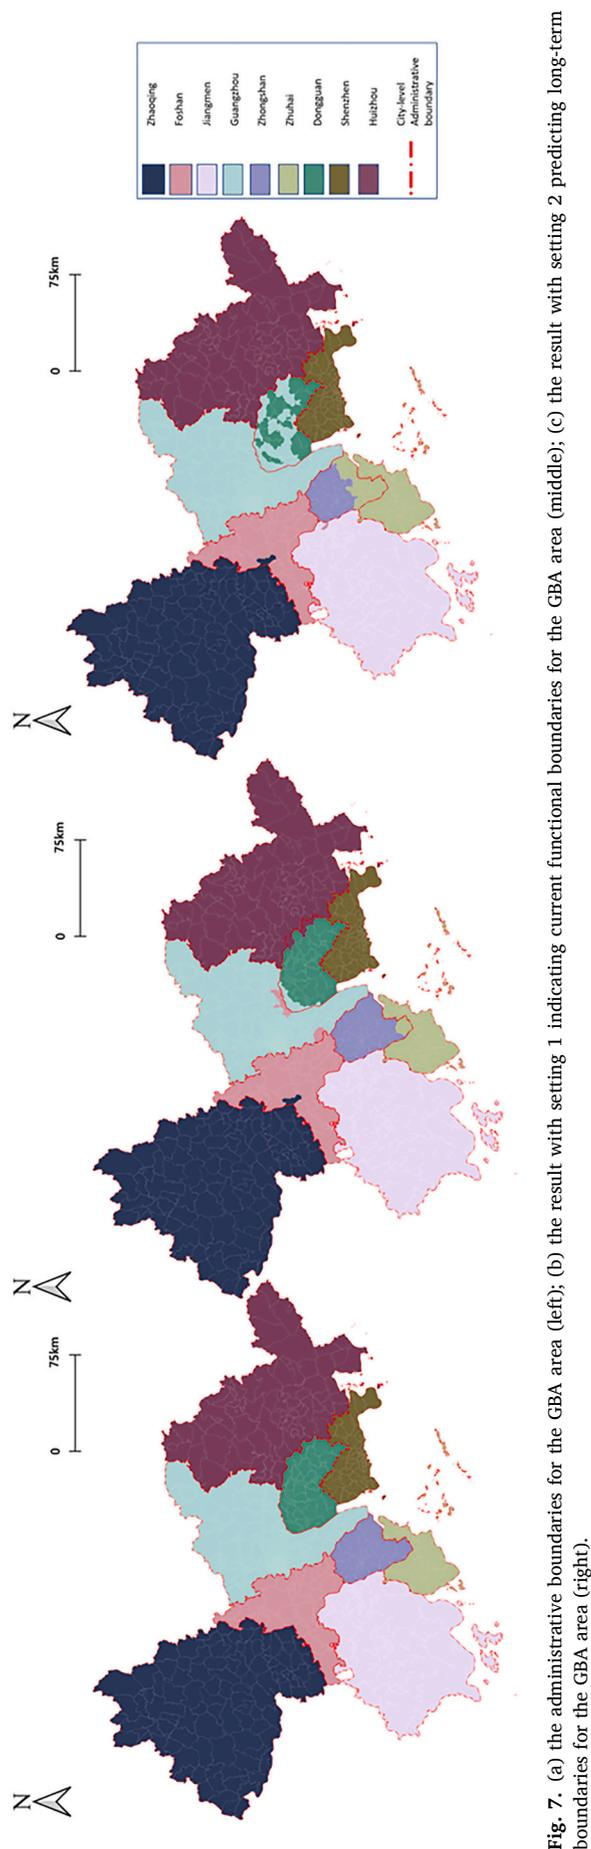 N
0 75km
N
0 75km
N
0 75km
Zhaoqing
Foshan
Jiangmen
Guangzhou
Zhongshan
Zhuhai
Dongguan
Shenzhen
Huizhou
City-level
Administrative
boundary
Fig. 7. (a) the administrative boundaries for the GBA area (left); (b) the result with setting 1 indicating current functional boundaries for the GBA area (middle); (c) the result with setting 2 predicting long-term
boundaries for the GBA area (right).